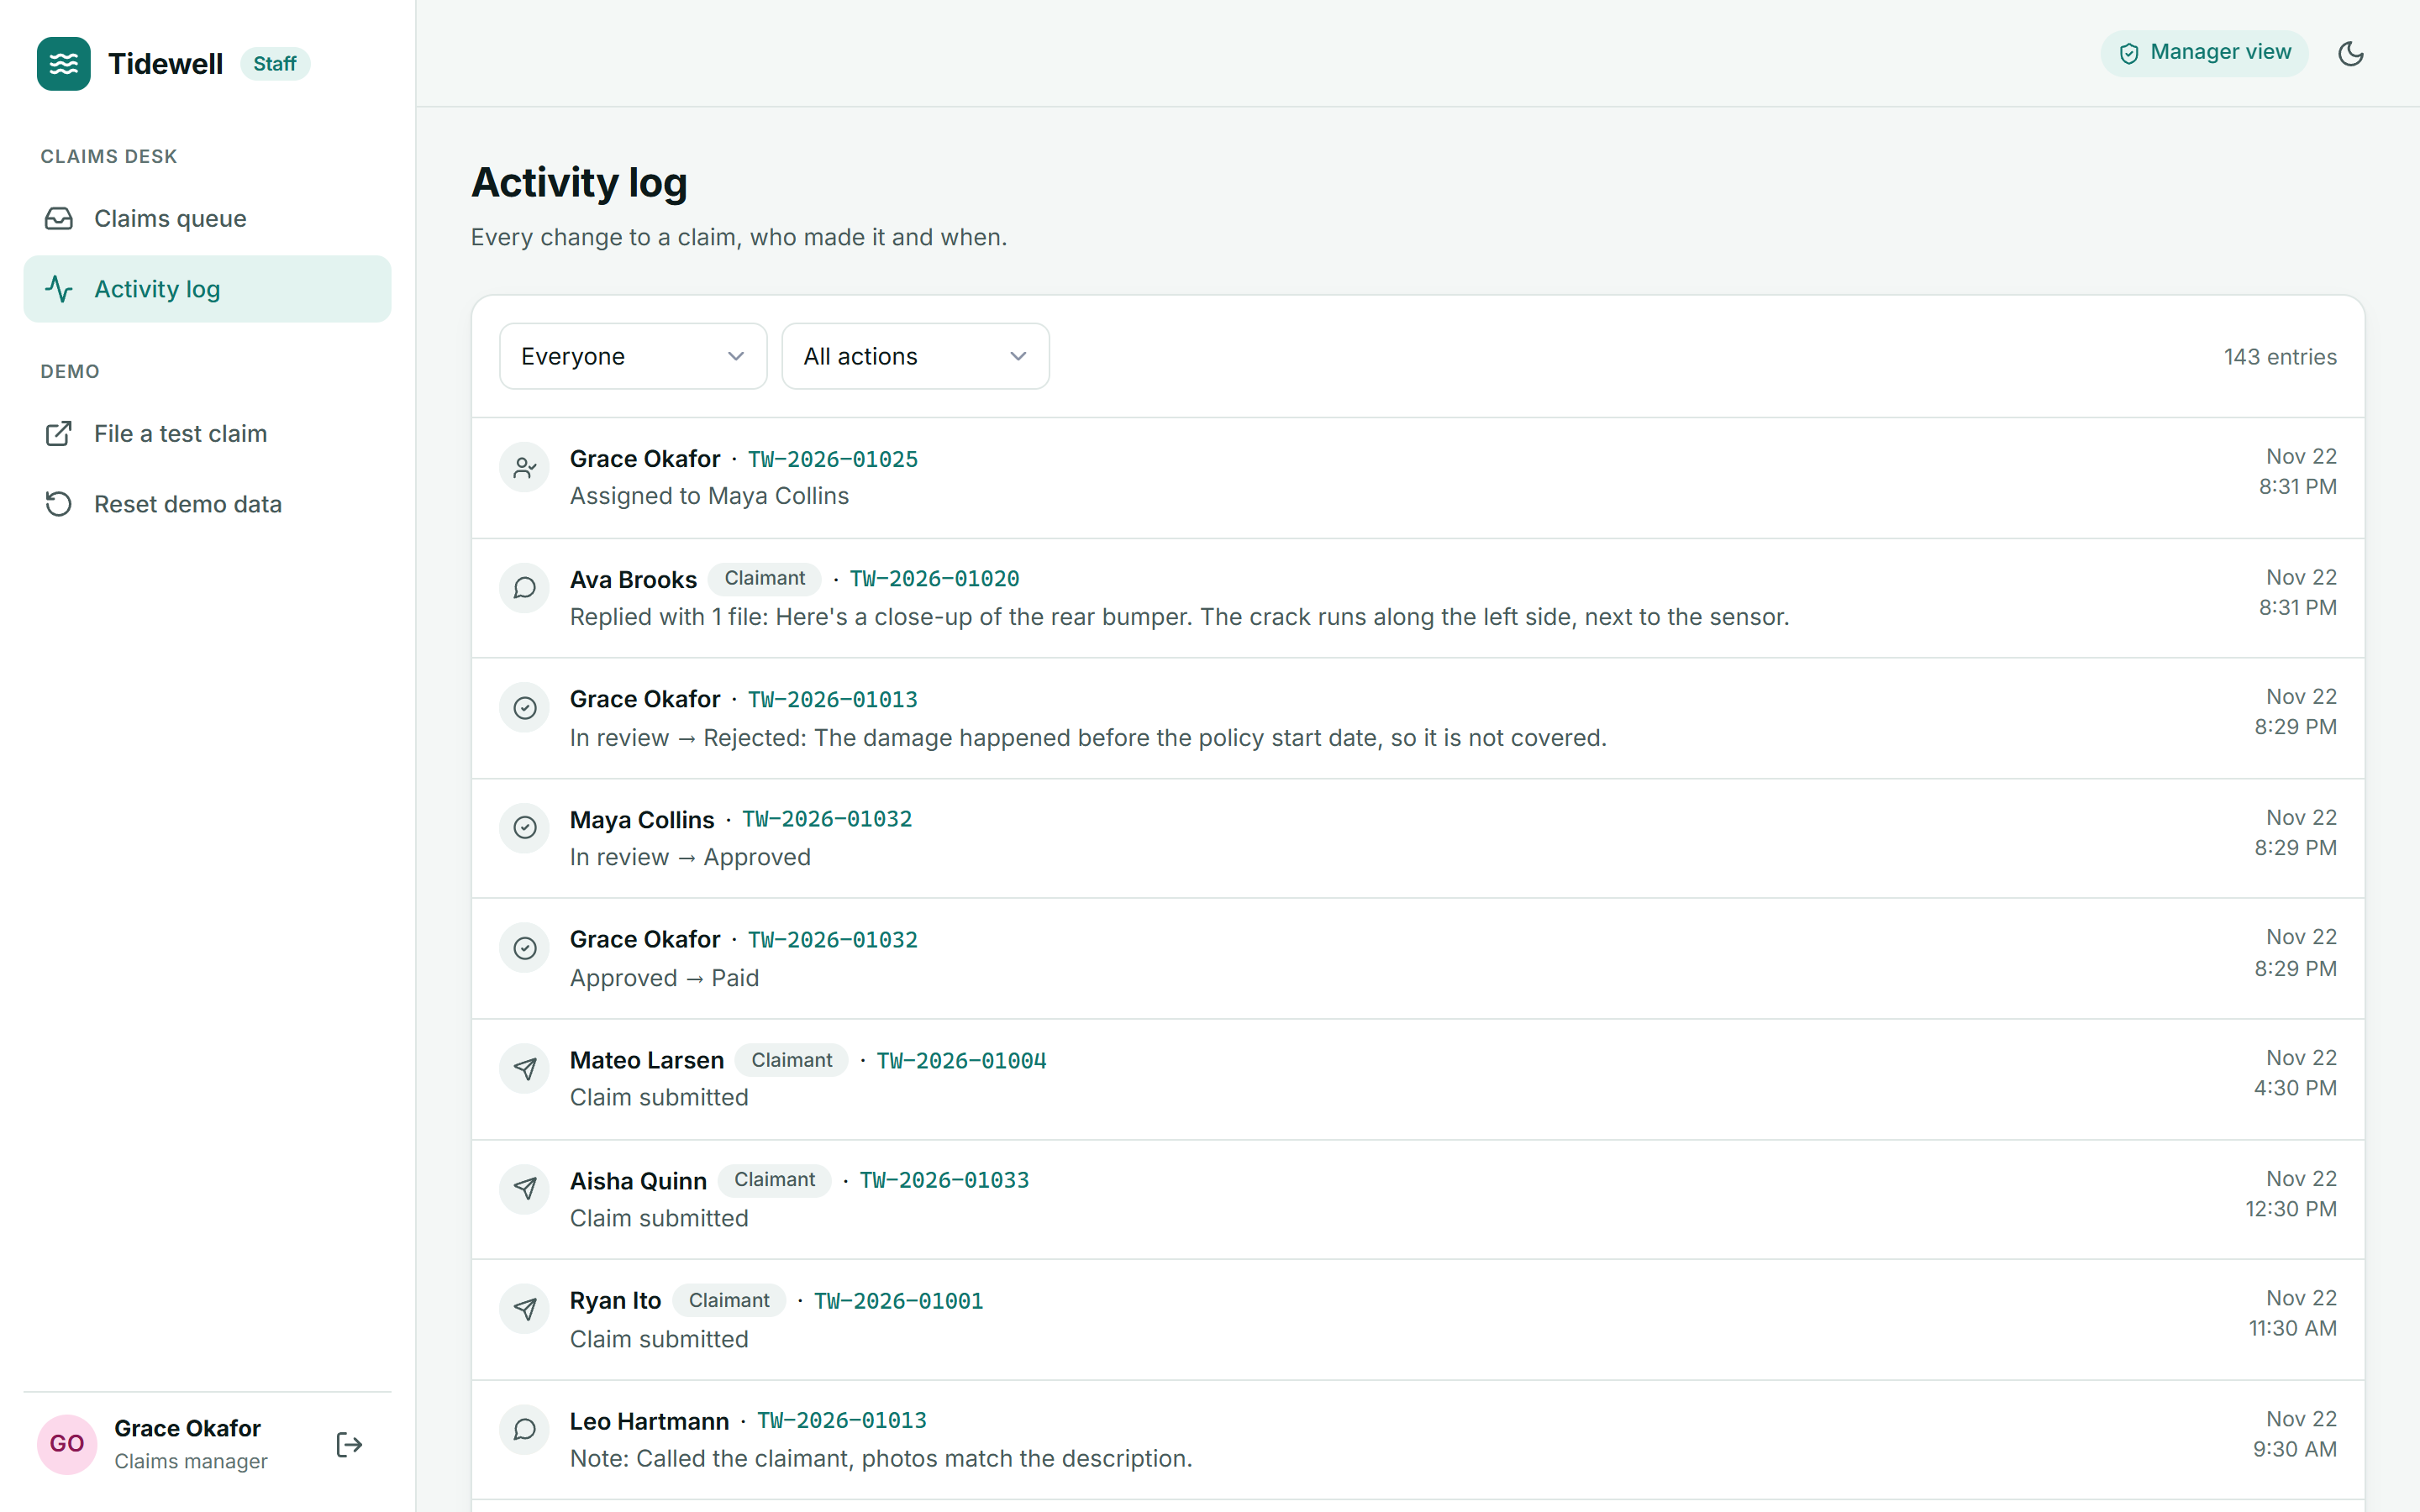 Tidewell Staff
CLAIMS DESK
Claims queue
Activity log
DEMO
File a test claim
Reset demo data
GO
Grace Okafor
Claims manager
Manager view
Activity log
Every change to a claim, who made it and when.
Everyone
All actions
143 entries
Grace Okafor · TW-2026-01025
Assigned to Maya Collins
Nov 22
8:31 PM
Ava Brooks Claimant · TW-2026-01020
Replied with 1 file: Here's a close-up of the rear bumper. The crack runs along the left side, next to the sensor.
Nov 22
8:31 PM
Grace Okafor · TW-2026-01013
In review → Rejected: The damage happened before the policy start date, so it is not covered.
Nov 22
8:29 PM
Maya Collins · TW-2026-01032
In review → Approved
Nov 22
8:29 PM
Grace Okafor · TW-2026-01032
Approved → Paid
Nov 22
8:29 PM
Mateo Larsen Claimant · TW-2026-01004
Claim submitted
Nov 22
4:30 PM
Aisha Quinn Claimant · TW-2026-01033
Claim submitted
Nov 22
12:30 PM
Ryan Ito Claimant · TW-2026-01001
Claim submitted
Nov 22
11:30 AM
Leo Hartmann · TW-2026-01013
Note: Called the claimant, photos match the description.
Nov 22
9:30 AM